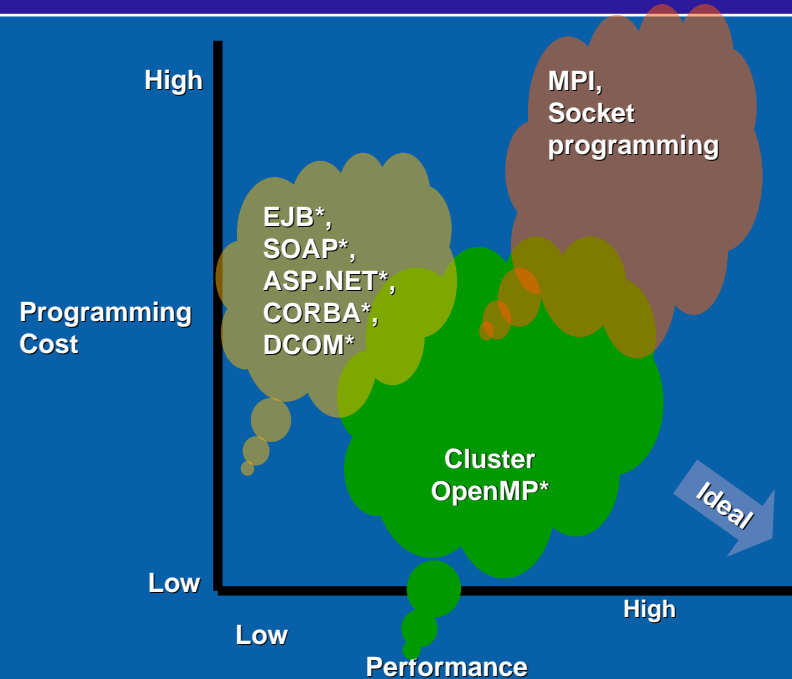 High
MPI,
Socket
programming
EJB*,
SOAP*,
ASP.NET*,
CORBA*,
DCOM*
Programming
Cost
Cluster
OpenMP*
Ideal
Low
High
Low
Performance